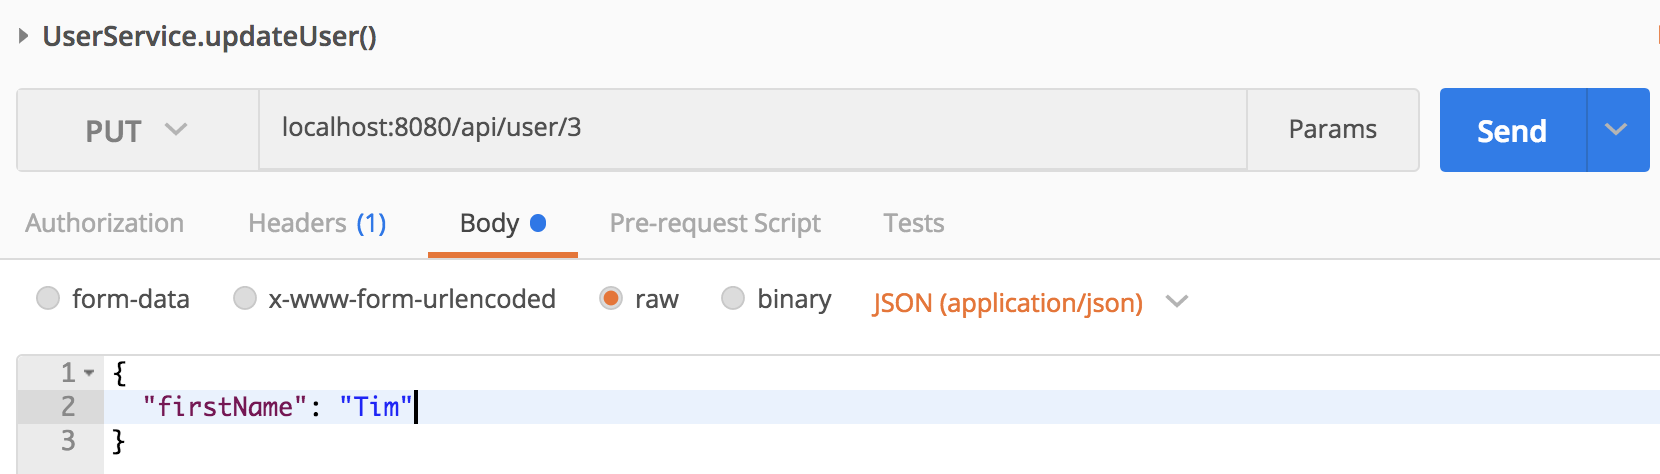 UserService.updateUser()
PUT localhost:8080/api/user/3 Params Send
Authorization Headers (1) Body Pre-request Script Tests
form-data x-www-form-urlencoded raw binary JSON (application/json)
1 {
2 "firstName": "Tim"
3 }